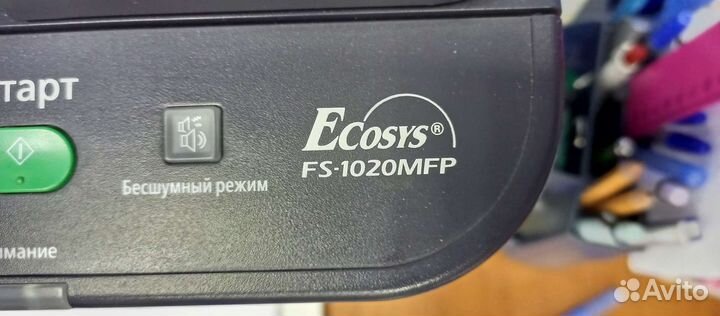 тарт
ECOSYS®
FS-1020MFP
Бесшумный режим
имание
Avito